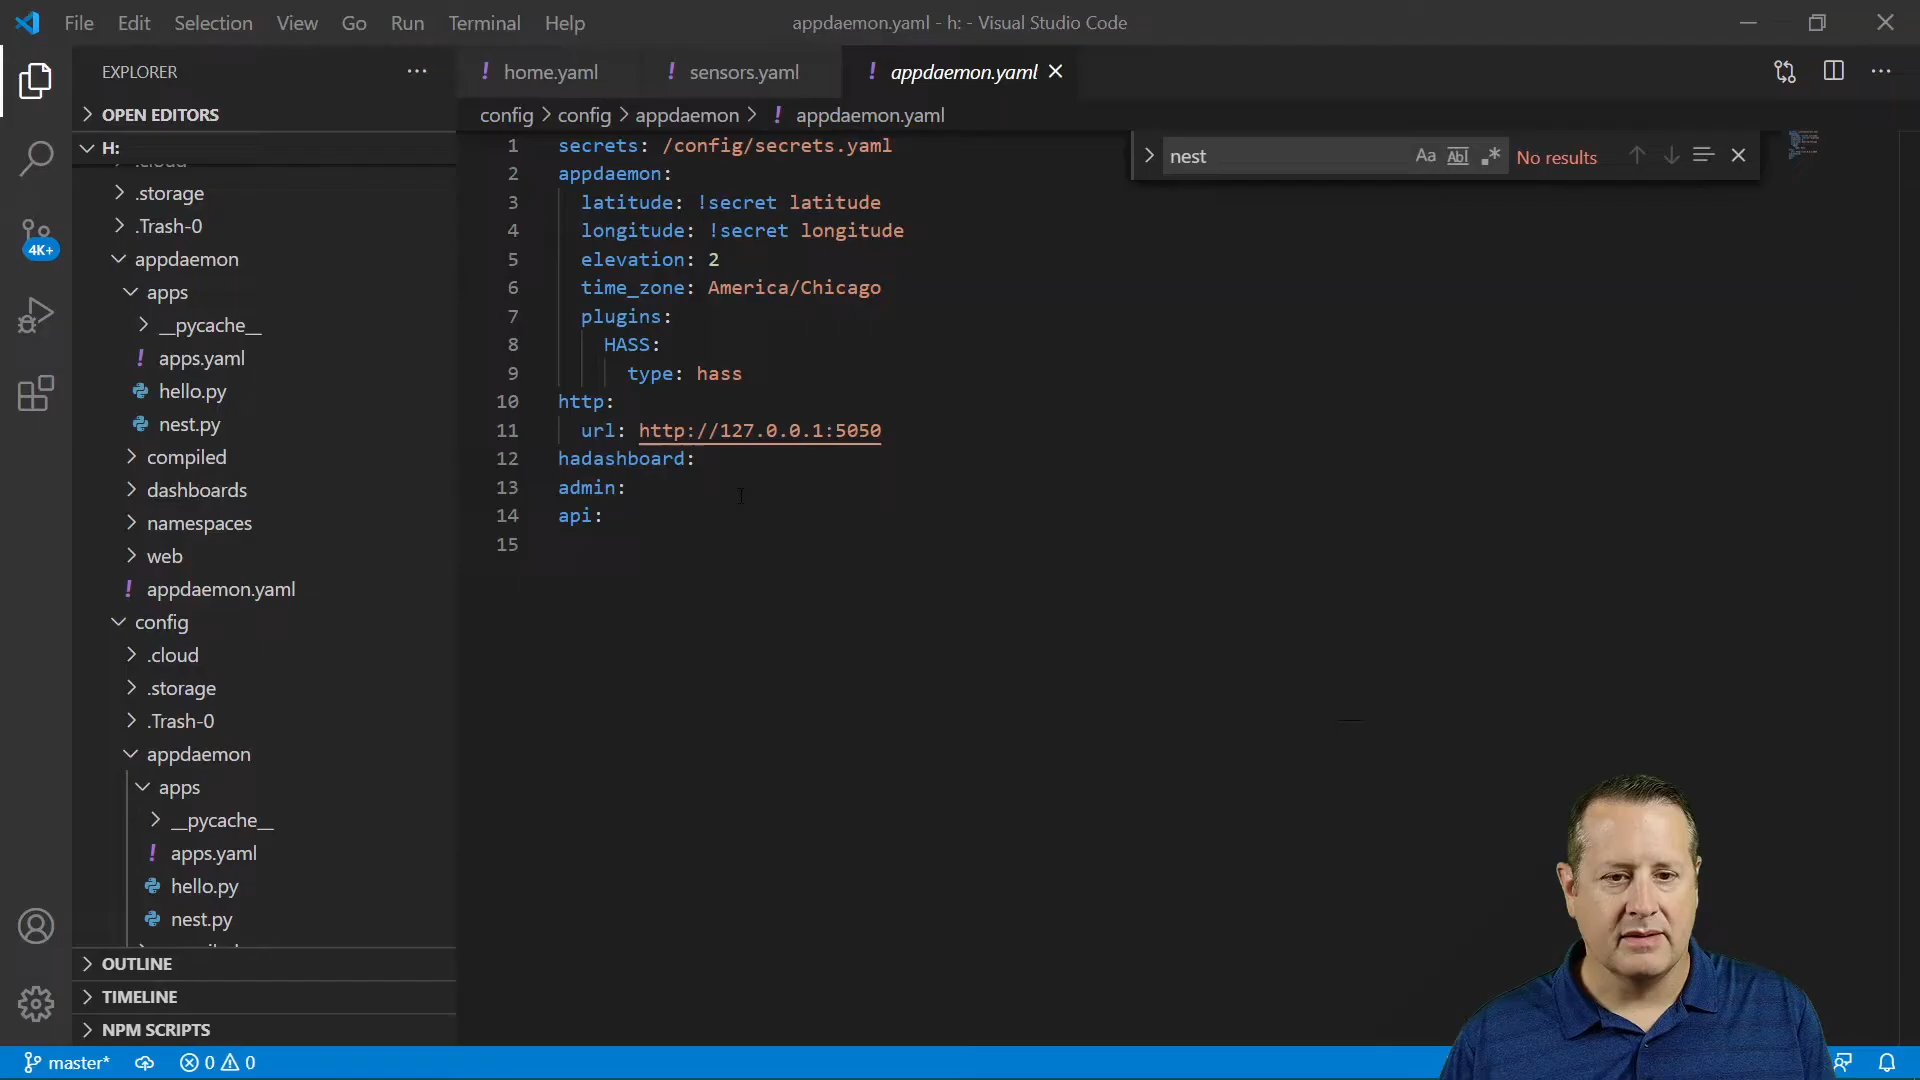 File Edit Selection View Go Run Terminal Help
appdaemon.yaml - h: - Visual Studio Code
EXPLORER
OPEN EDITORS
H:
.storage
.Trash-0
appdaemon
apps
__pycache__
apps.yaml
hello.py
nest.py
compiled
dashboards
namespaces
web
appdaemon.yaml
config
.cloud
.storage
.Trash-0
appdaemon
apps
__pycache__
apps.yaml
hello.py
nest.py
OUTLINE
TIMELINE
NPM SCRIPTS
4K+
! home.yaml ! sensors.yaml ! appdaemon.yaml
config > config > appdaemon > ! appdaemon.yaml
nest Aa Abl .* No results
1 secrets: /config/secrets.yaml
2 appdaemon:
3 latitude: !secret latitude
4 longitude: !secret longitude
5 elevation: 2
6 time_zone: America/Chicago
7 plugins:
8 HASS:
9 type: hass
10 http:
11 url: http://127.0.0.1:5050
12 hadashboard:
13 admin:
14 api:
15
master* 0 0